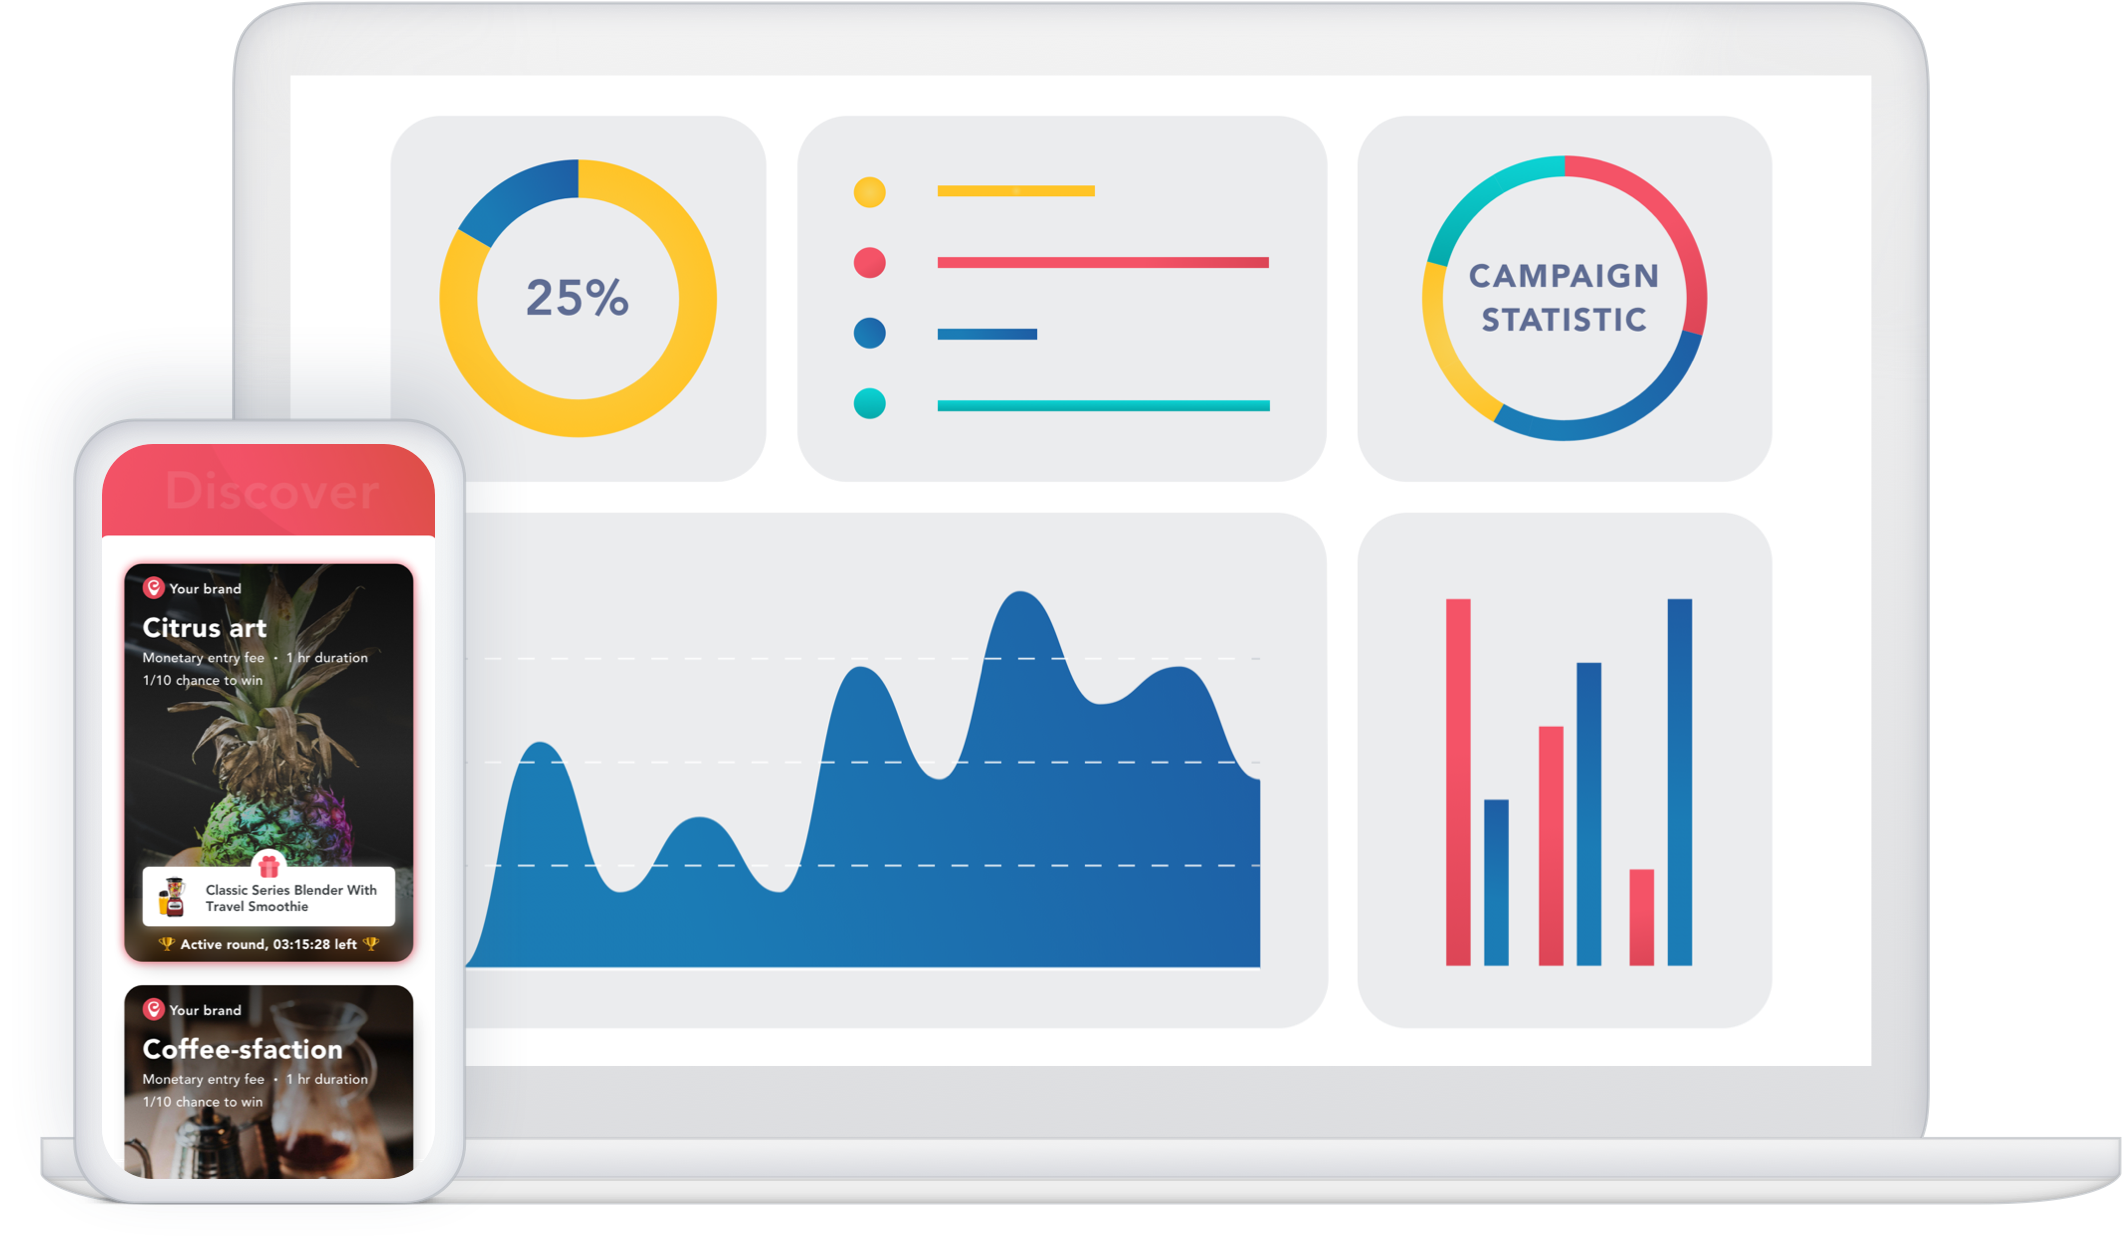 25%
CAMPAIGN
STATISTIC
Discover
Your brand
Citrus art
Monetary entry fee • 1 hr duration
1/10 chance to win
Classic Series Blender With
Travel Smoothie
Active round, 03:15:28 left
Your brand
Coffee-sfaction
Monetary entry fee • 1 hr duration
1/10 chance to win